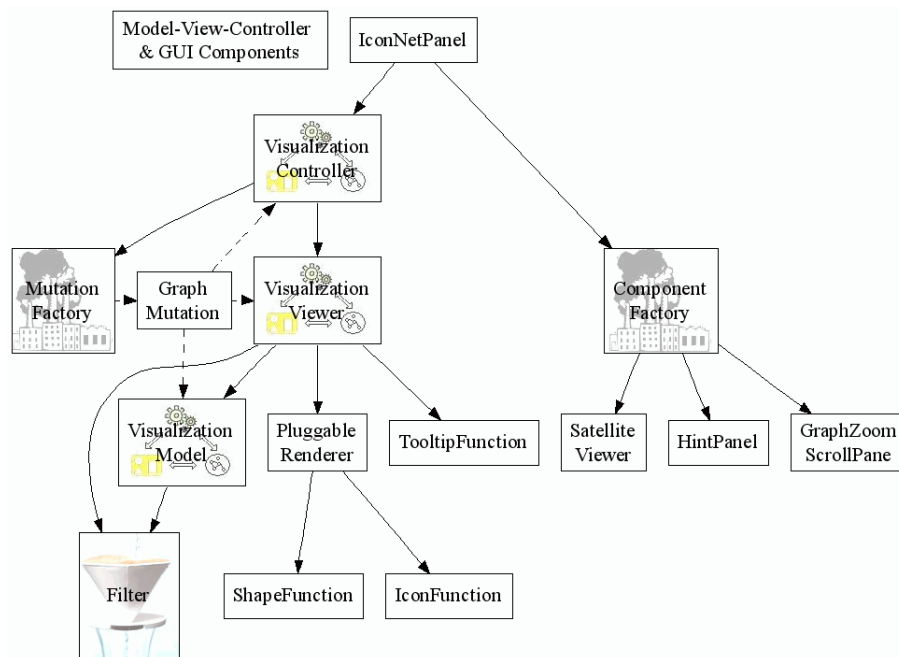 Model-View-Controller
& GUI Components
IconNetPanel
Visualization
Controller
Mutation
Factory
Graph
Mutation
Visualization
Viewer
Component
Factory
Visualization
Model
Pluggable
Renderer
TooltipFunction
Satellite
Viewer
HintPanel
GraphZoom
ScrollPane
Filter
ShapeFunction
IconFunction